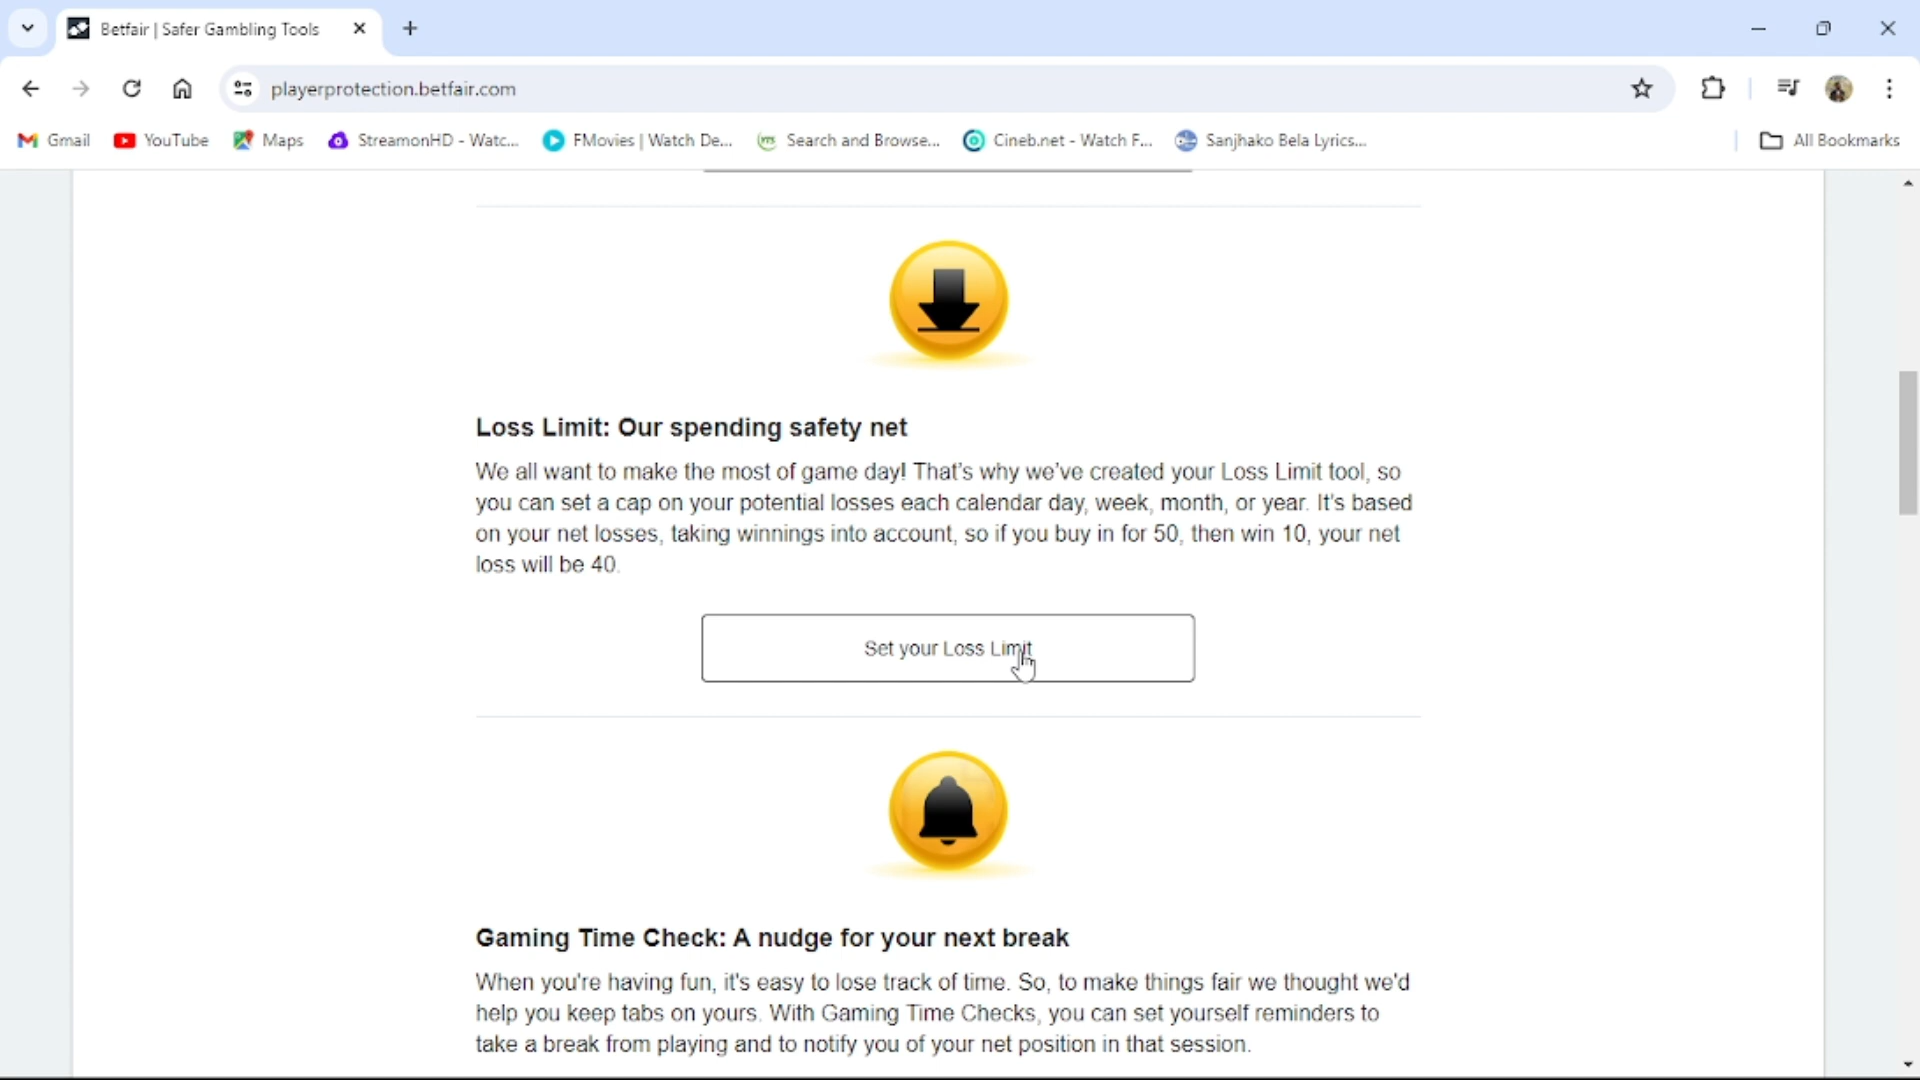 Betfair | Safer Gambling Tools
playerprotection.betfair.com
Gmail YouTube Maps StreamonHD - Watc... FMovies | Watch De... Search and Browse... Cineb.net - Watch F... Sanjhako Bela Lyrics... All Bookmarks
Loss Limit: Our spending safety net
We all want to make the most of game day! That's why we've created your Loss Limit tool, so
you can set a cap on your potential losses each calendar day, week, month, or year. It's based
on your net losses, taking winnings into account, so if you buy in for 50, then win 10, your net
loss will be 40.
Set your Loss Limit
Gaming Time Check: A nudge for your next break
When you're having fun, it's easy to lose track of time. So, to make things fair we thought we'd
help you keep tabs on yours. With Gaming Time Checks, you can set yourself reminders to
take a break from playing and to notify you of your net position in that session.